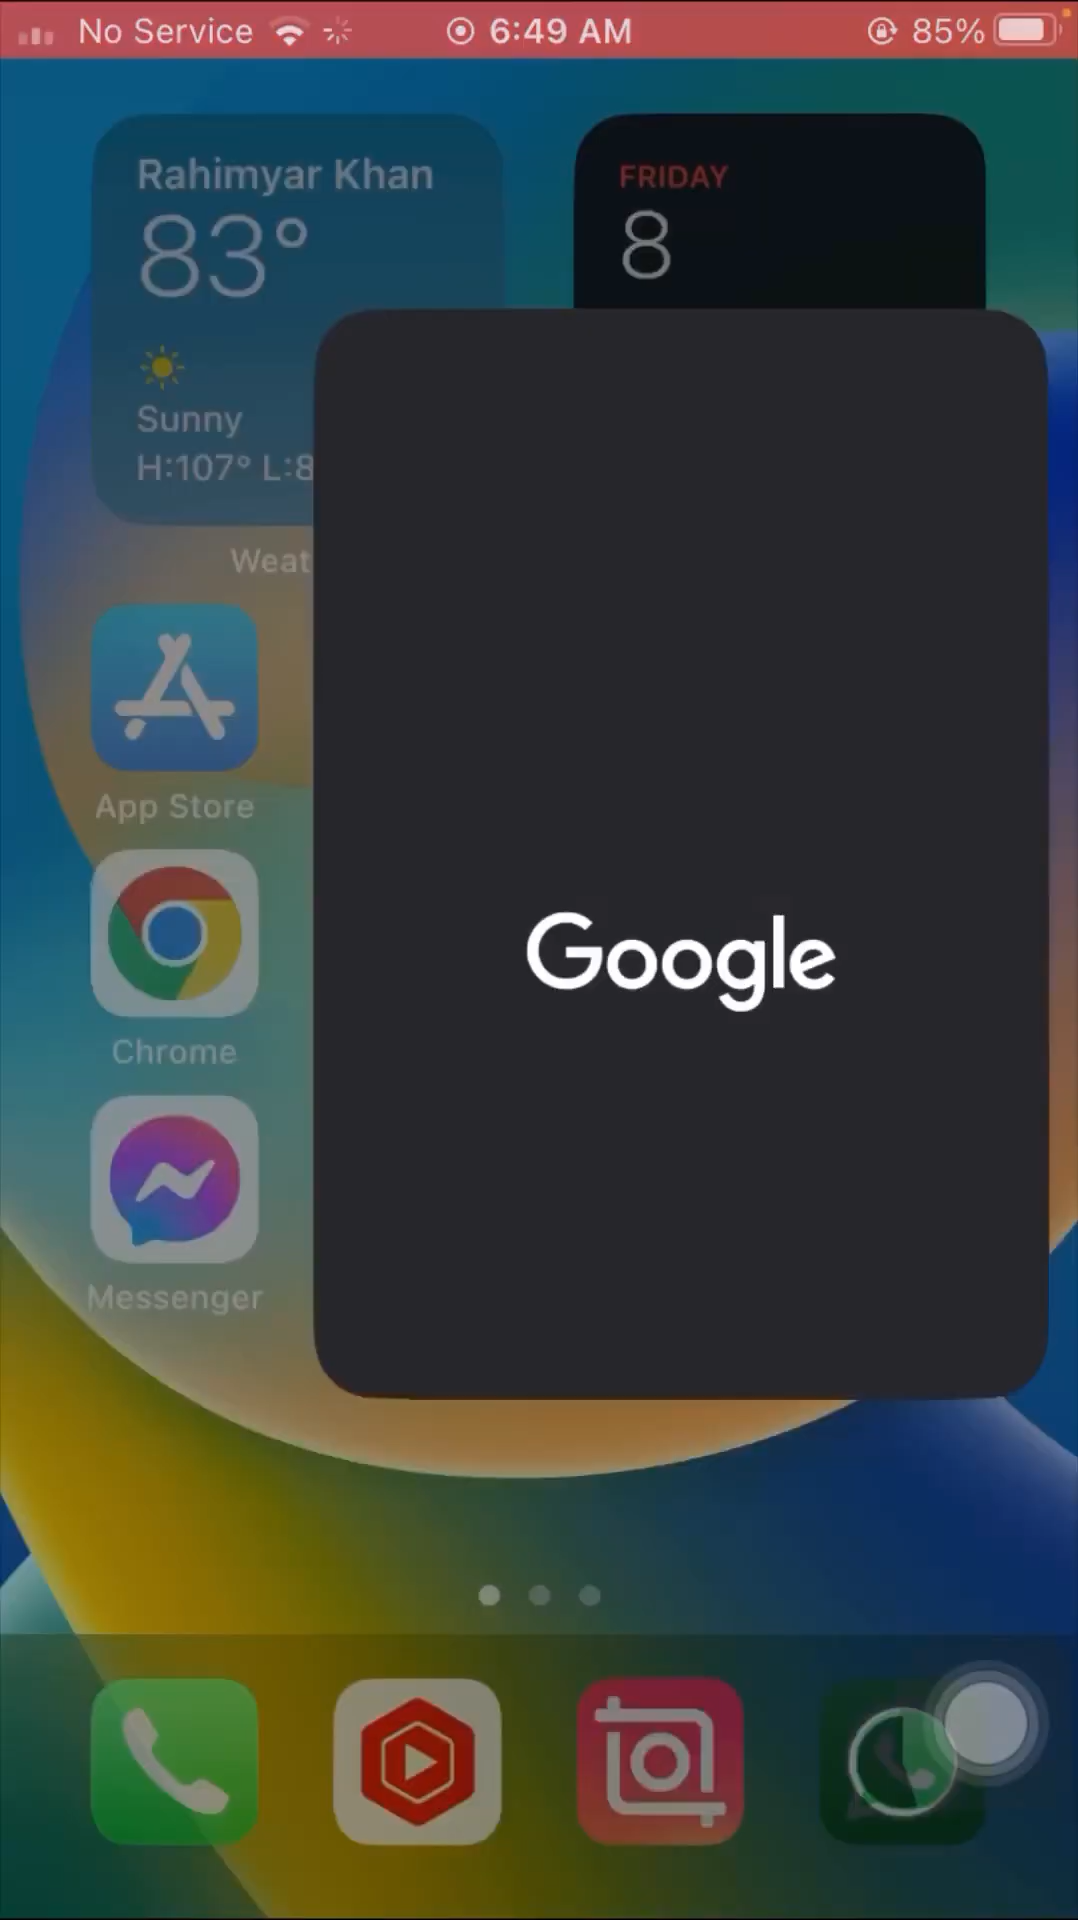 No Service 6:49 AM 85%
Rahimyar Khan
83°
Sunny
H:107° L:8
Weat
FRIDAY
8
Google
App Store
Chrome
Messenger